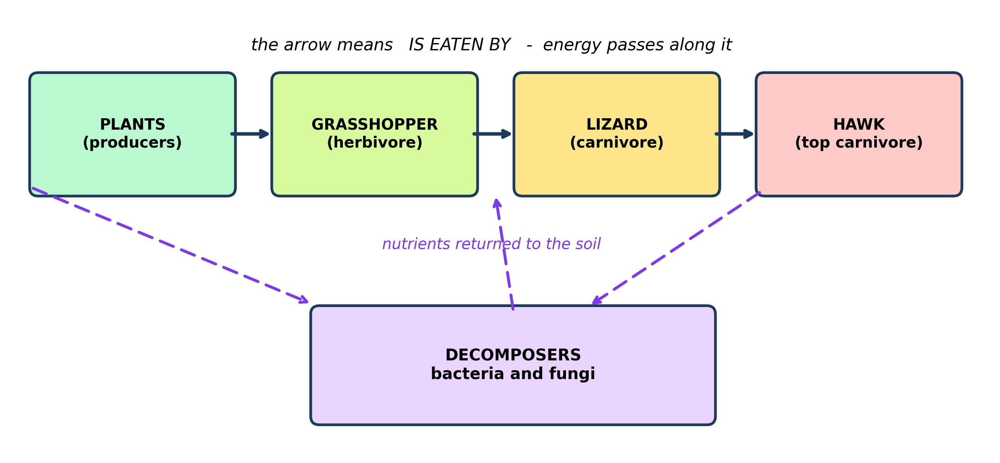 the arrow means   IS EATEN BY   -  energy passes along it
PLANTS
(producers)
GRASSHOPPER
(herbivore)
LIZARD
(carnivore)
HAWK
(top carnivore)
nutrients returned to the soil
DECOMPOSERS
bacteria and fungi